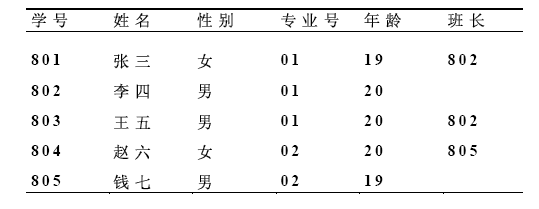 学号 姓名 性别 专业号 年龄 班长
801 张三 女 01 19 802
802 李四 男 01 20
803 王五 男 01 20 802
804 赵六 女 02 20 805
805 钱七 男 02 19